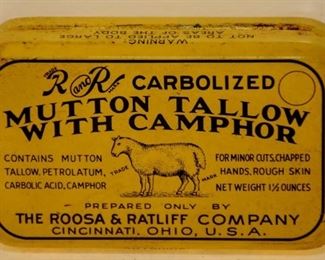 WARNING:
NOT TO BE APPLIED TO LARGE
AREAS OF THE BODY
R and R CARBOLIZED
MUTTON TALLOW
WITH CAMPHOR
CONTAINS MUTTON
TALLOW, PETROLATUM,
CARBOLIC ACID, CAMPHOR
TRADE MARK
FOR MINOR CUTS, CHAPPED
HANDS, ROUGH SKIN
NET WEIGHT 1½ OUNCES
PREPARED ONLY BY
THE ROOSA & RATLIFF COMPANY
CINCINNATI, OHIO, U.S.A.